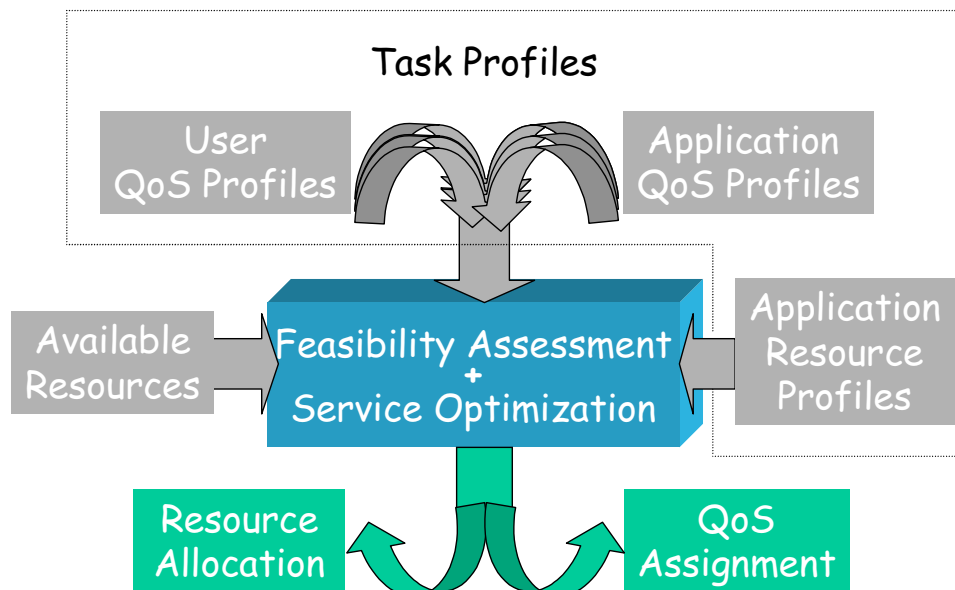 Task Profiles
User
QoS Profiles
Application
QoS Profiles
Available
Resources
Feasibility Assessment
+
Service Optimization
Application
Resource
Profiles
Resource
Allocation
QoS
Assignment